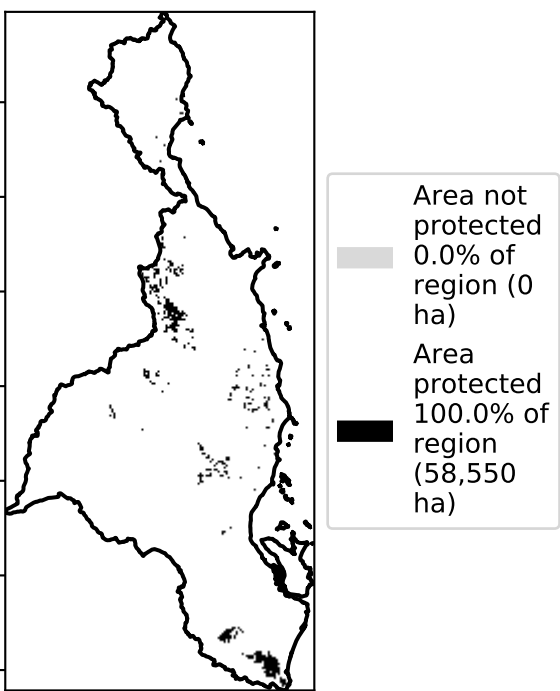 Area not
protected
0.0% of
region (0
ha)
Area
protected
100.0% of
region
(58,550
ha)